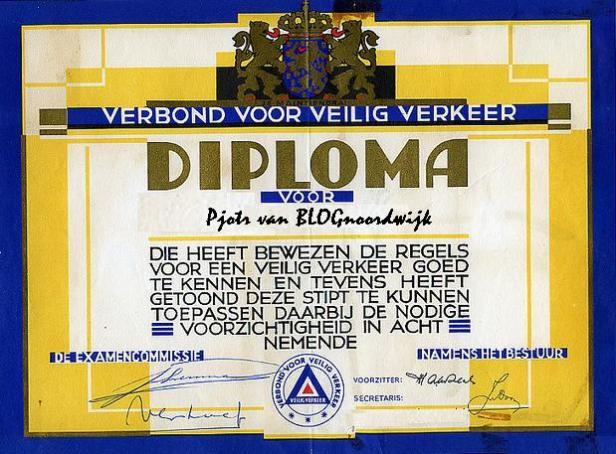 JE MAINTIENDRAI
VERBOND VOOR VEILIG VERKEER
DIPLOMA
VOOR
Pjotr van BLOGnoordwijk
DIE HEEFT BEWEZEN DE REGELS
VOOR EEN VEILIG VERKEER GOED
TE KENNEN EN TEVENS HEEFT
GETOOND DEZE STIPT TE KUNNEN
TOEPASSEN DAARBIJ DE NODIGE
VOORZICHTIGHEID IN ACHT
NEMENDE
DE EXAMENCOMMISSIE
NAMENS HET BESTUUR
VERBOND VOOR VEILIG VERKEER
VEILIG VERKEER
VOORZITTER:
SECRETARIS: